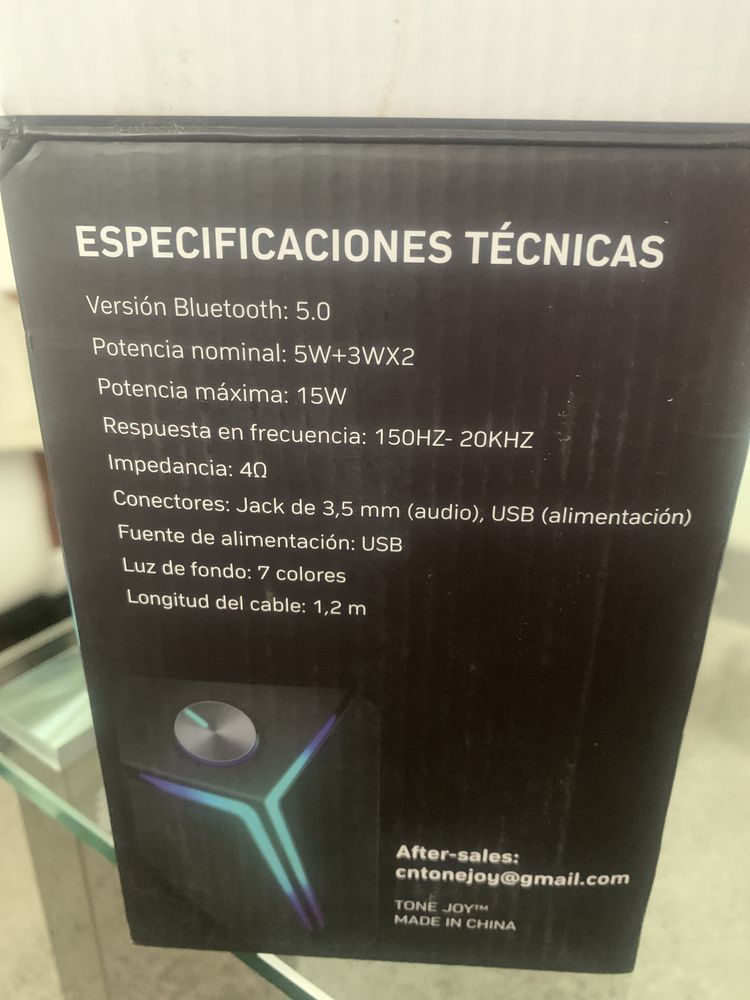 ESPECIFICACIONES TÉCNICAS
Versión Bluetooth: 5.0
Potencia nominal: 5W+3WX2
Potencia máxima: 15W
Respuesta en frecuencia: 150HZ- 20KHZ
Impedancia: 4Ω
Conectores: Jack de 3,5 mm (audio), USB (alimentación)
Fuente de alimentación: USB
Luz de fondo: 7 colores
Longitud del cable: 1,2 m
After-sales:
cntonejoy@gmail.com
TONE JOY™
MADE IN CHINA